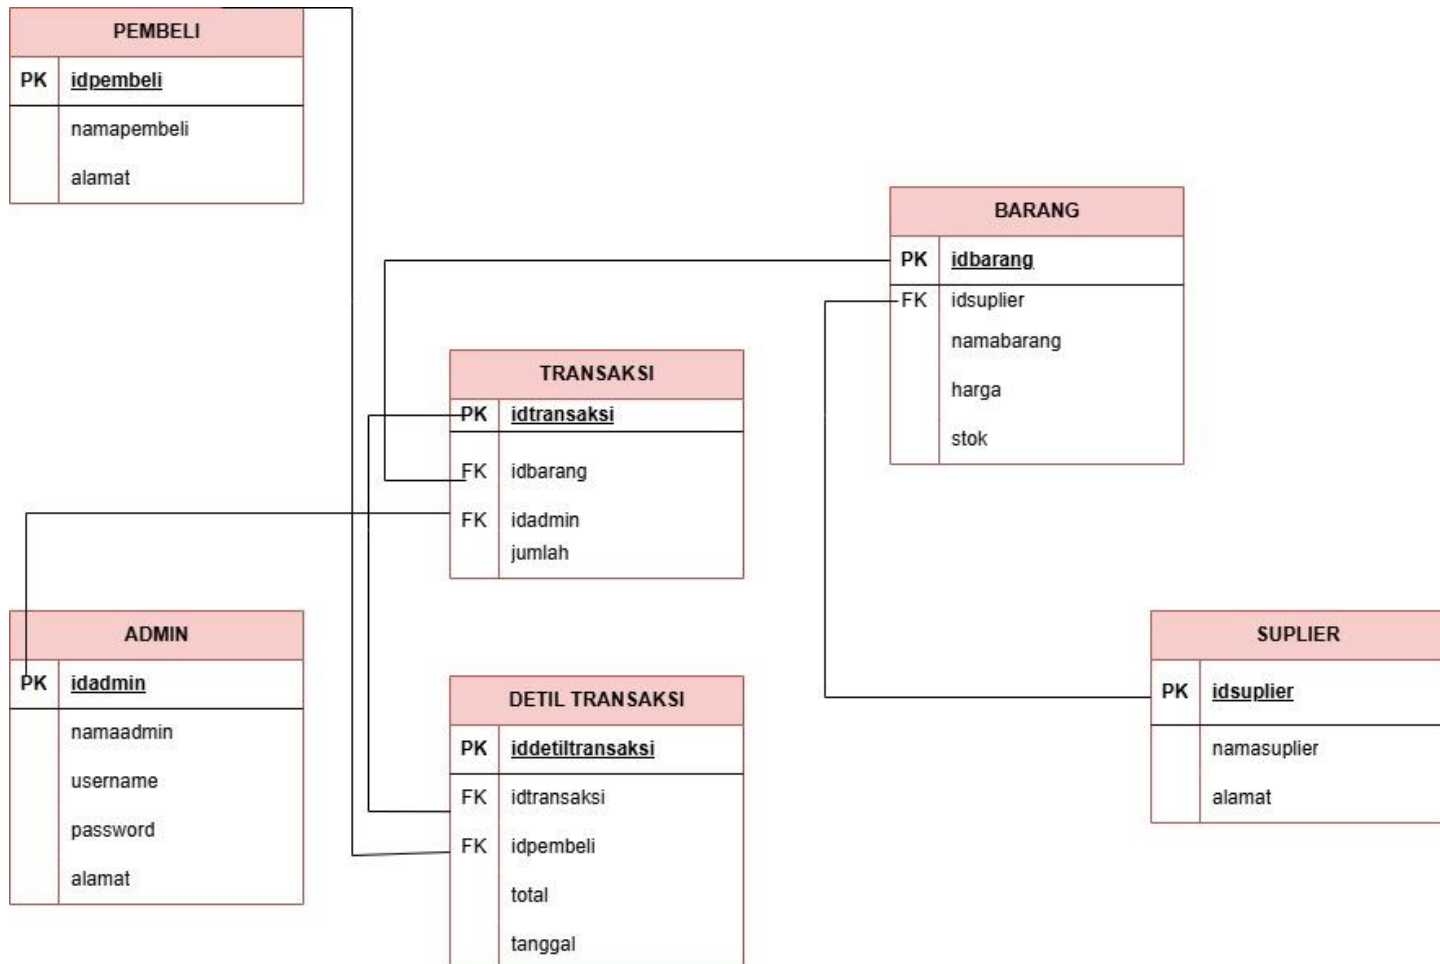 PEMBELI
PK idpembeli
namapembeli
alamat
BARANG
PK idbarang
FK idsuplier
namabarang
harga
stok
TRANSAKSI
PK idtransaksi
FK idbarang
FK idadmin
jumlah
ADMIN
PK idadmin
namaadmin
username
password
alamat
DETIL TRANSAKSI
PK iddetiltransaksi
FK idtransaksi
FK idpembeli
total
tanggal
SUPLIER
PK idsuplier
namasuplier
alamat